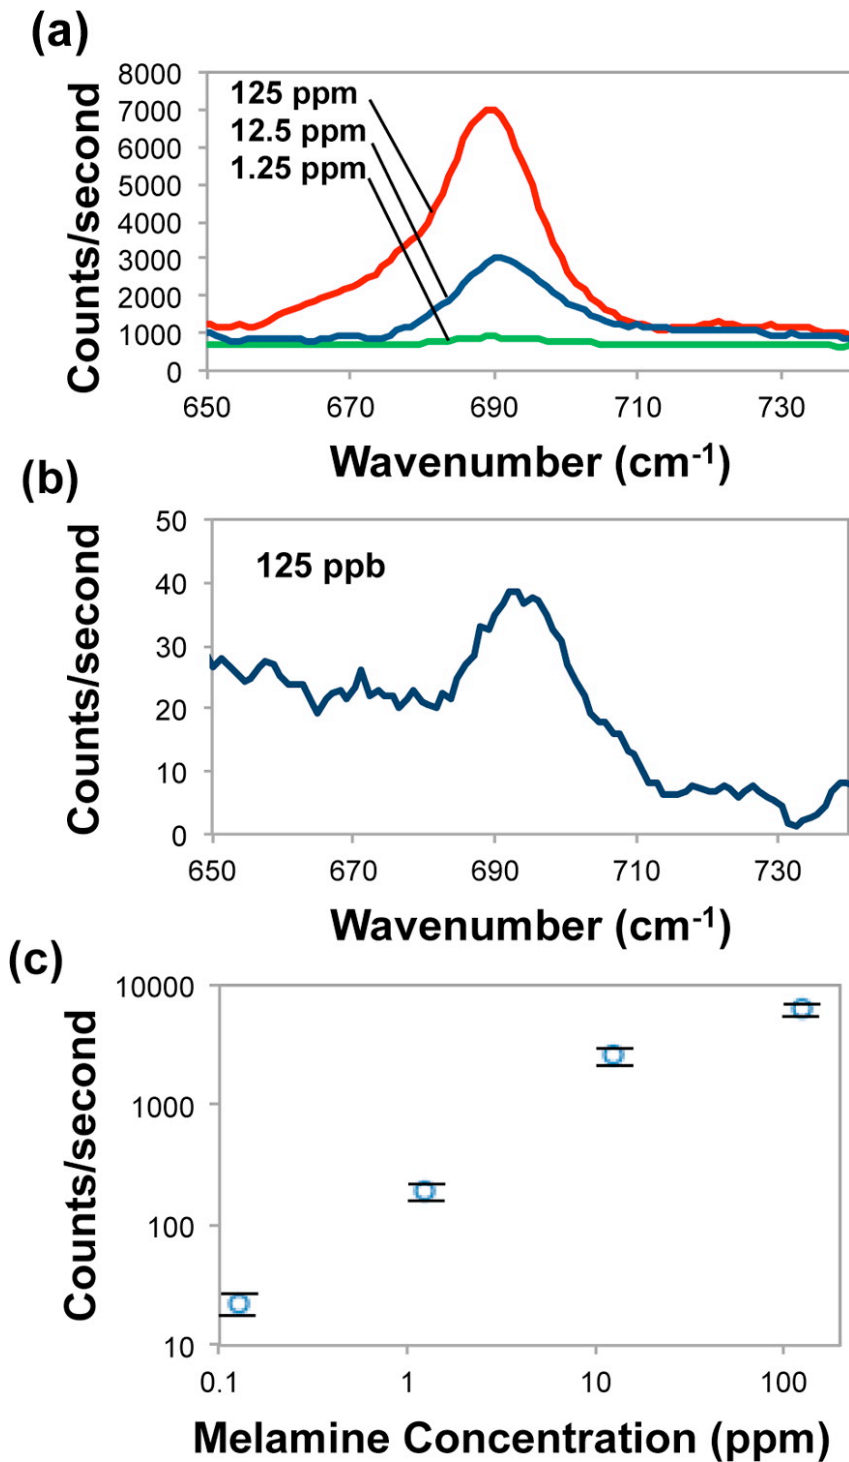 (a)
Counts/second
8000
7000
6000
5000
4000
3000
2000
1000
0
125 ppm
12.5 ppm
1.25 ppm
650
670
690
710
730
Wavenumber (cm-1)
(b)
Counts/second
50
40
30
20
10
0
125 ppb
650
670
690
710
730
Wavenumber (cm-1)
(c)
Counts/second
10000
1000
100
10
0.1
1
10
100
Melamine Concentration (ppm)